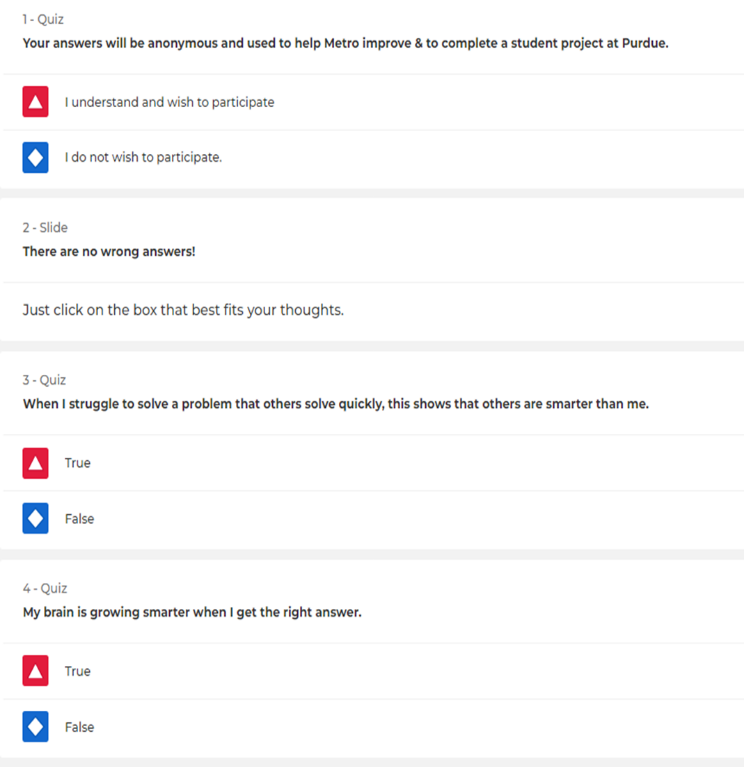 1 - Quiz
Your answers will be anonymous and used to help Metro improve & to complete a student project at Purdue.
I understand and wish to participate
I do not wish to participate.
2 - Slide
There are no wrong answers!
Just click on the box that best fits your thoughts.
3 - Quiz
When I struggle to solve a problem that others solve quickly, this shows that others are smarter than me.
True
False
4 - Quiz
My brain is growing smarter when I get the right answer.
True
False